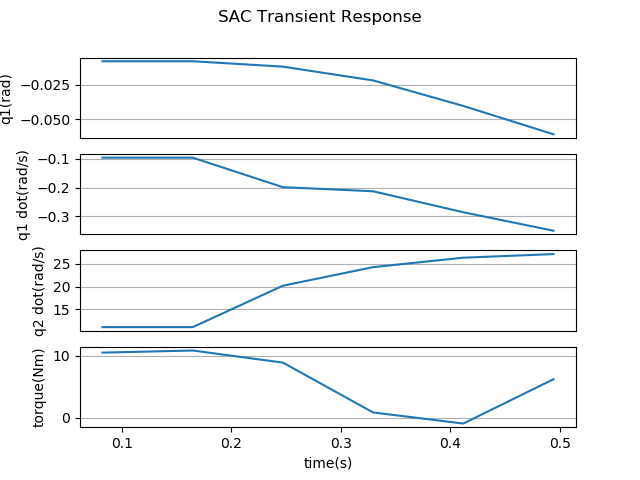 SAC Transient Response
q1(rad)
−0.025
−0.050
q1 dot(rad/s)
−0.1
−0.2
−0.3
q2 dot(rad/s)
25
20
15
torque(Nm)
10
0
0.1 0.2 0.3 0.4 0.5
time(s)